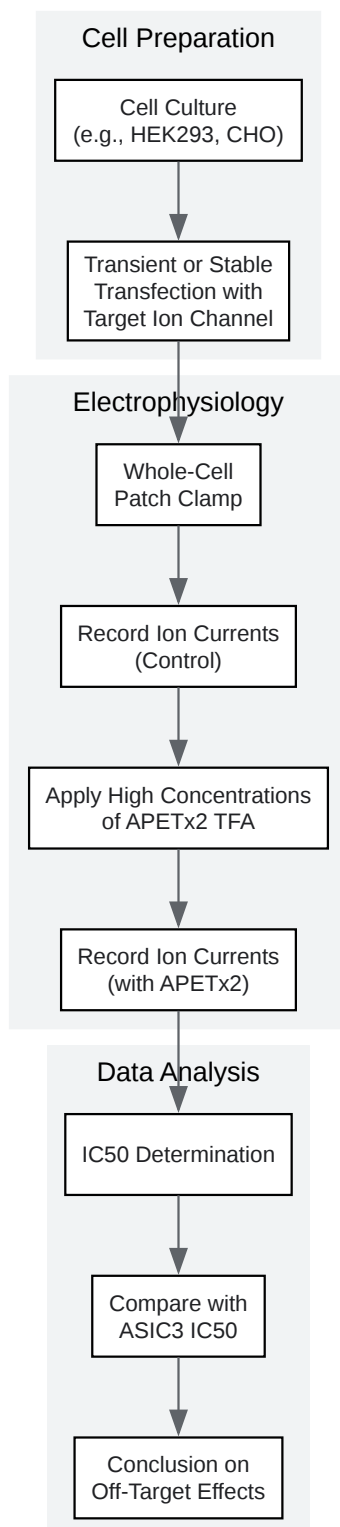 Cell Preparation
Cell Culture
(e.g., HEK293, CHO)
Transient or Stable
Transfection with
Target Ion Channel
Electrophysiology
Whole-Cell
Patch Clamp
Record Ion Currents
(Control)
Apply High Concentrations
of APETx2 TFA
Record Ion Currents
(with APETx2)
Data Analysis
IC50 Determination
Compare with
ASIC3 IC50
Conclusion on
Off-Target Effects